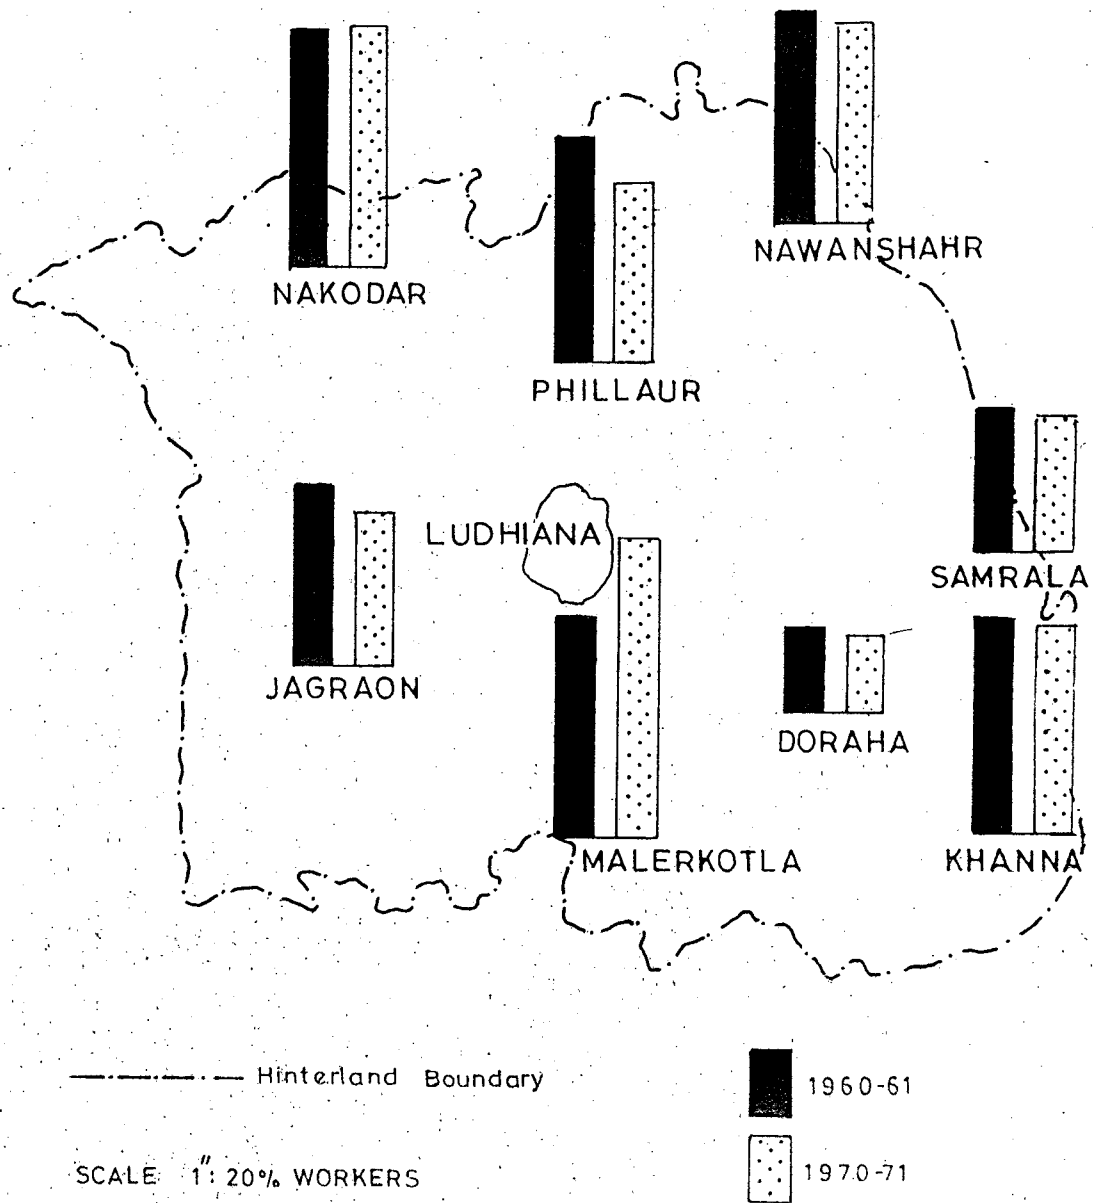 NAWANSHAHR
NAKODAR
PHILLAUR
LUDHIANA
SAMRALA
JAGRAON
DORAHA
MALERKOTLA
KHANNA
Hinterland Boundary
1960-61
SCALE 1": 20% WORKERS
1970-71